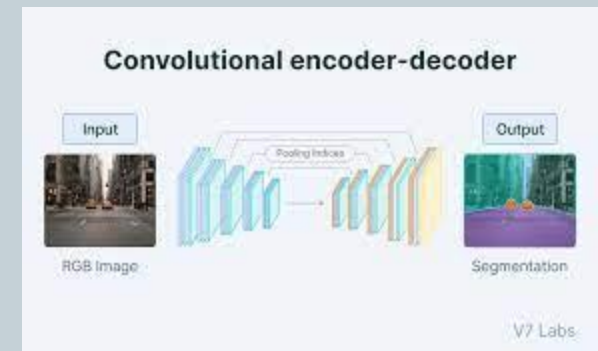 Convolutional encoder-decoder
Input
Pooling Indices
Output
RGB Image
Segmentation
V7 Labs